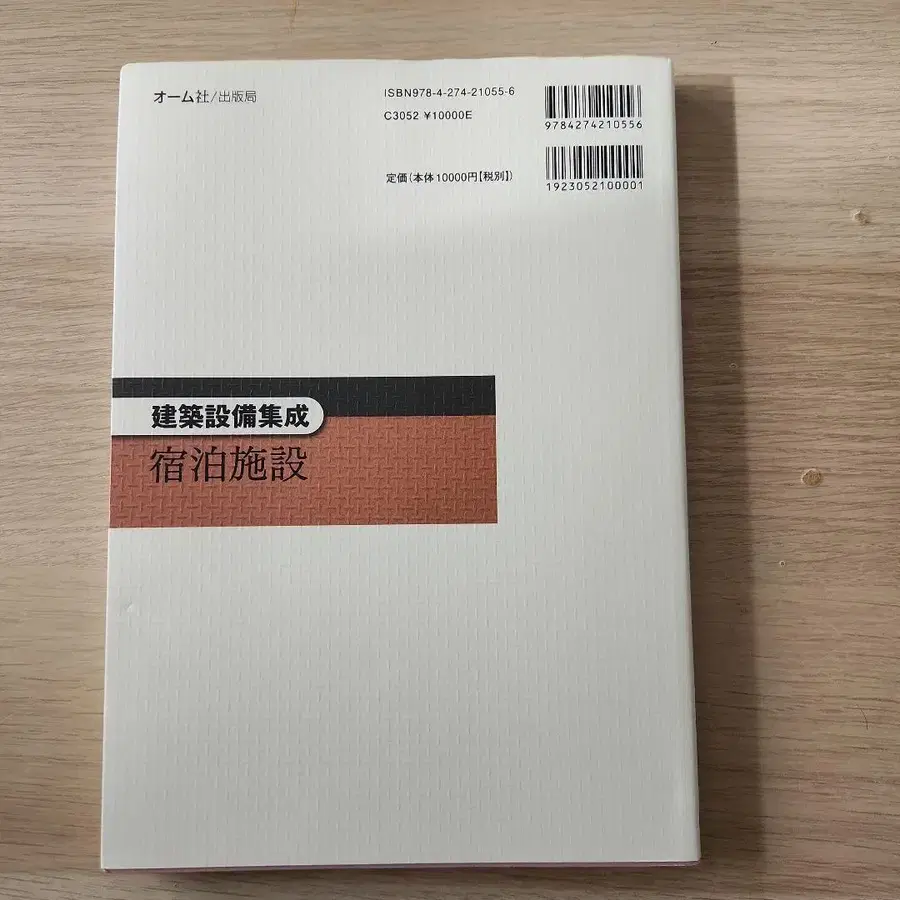 オーム社/出版局
ISBN978-4-274-21055-6
C3052 ¥10000E
定価(本体10000円【税別】)
9784274210556
1923052100001
建築設備集成
宿泊施設